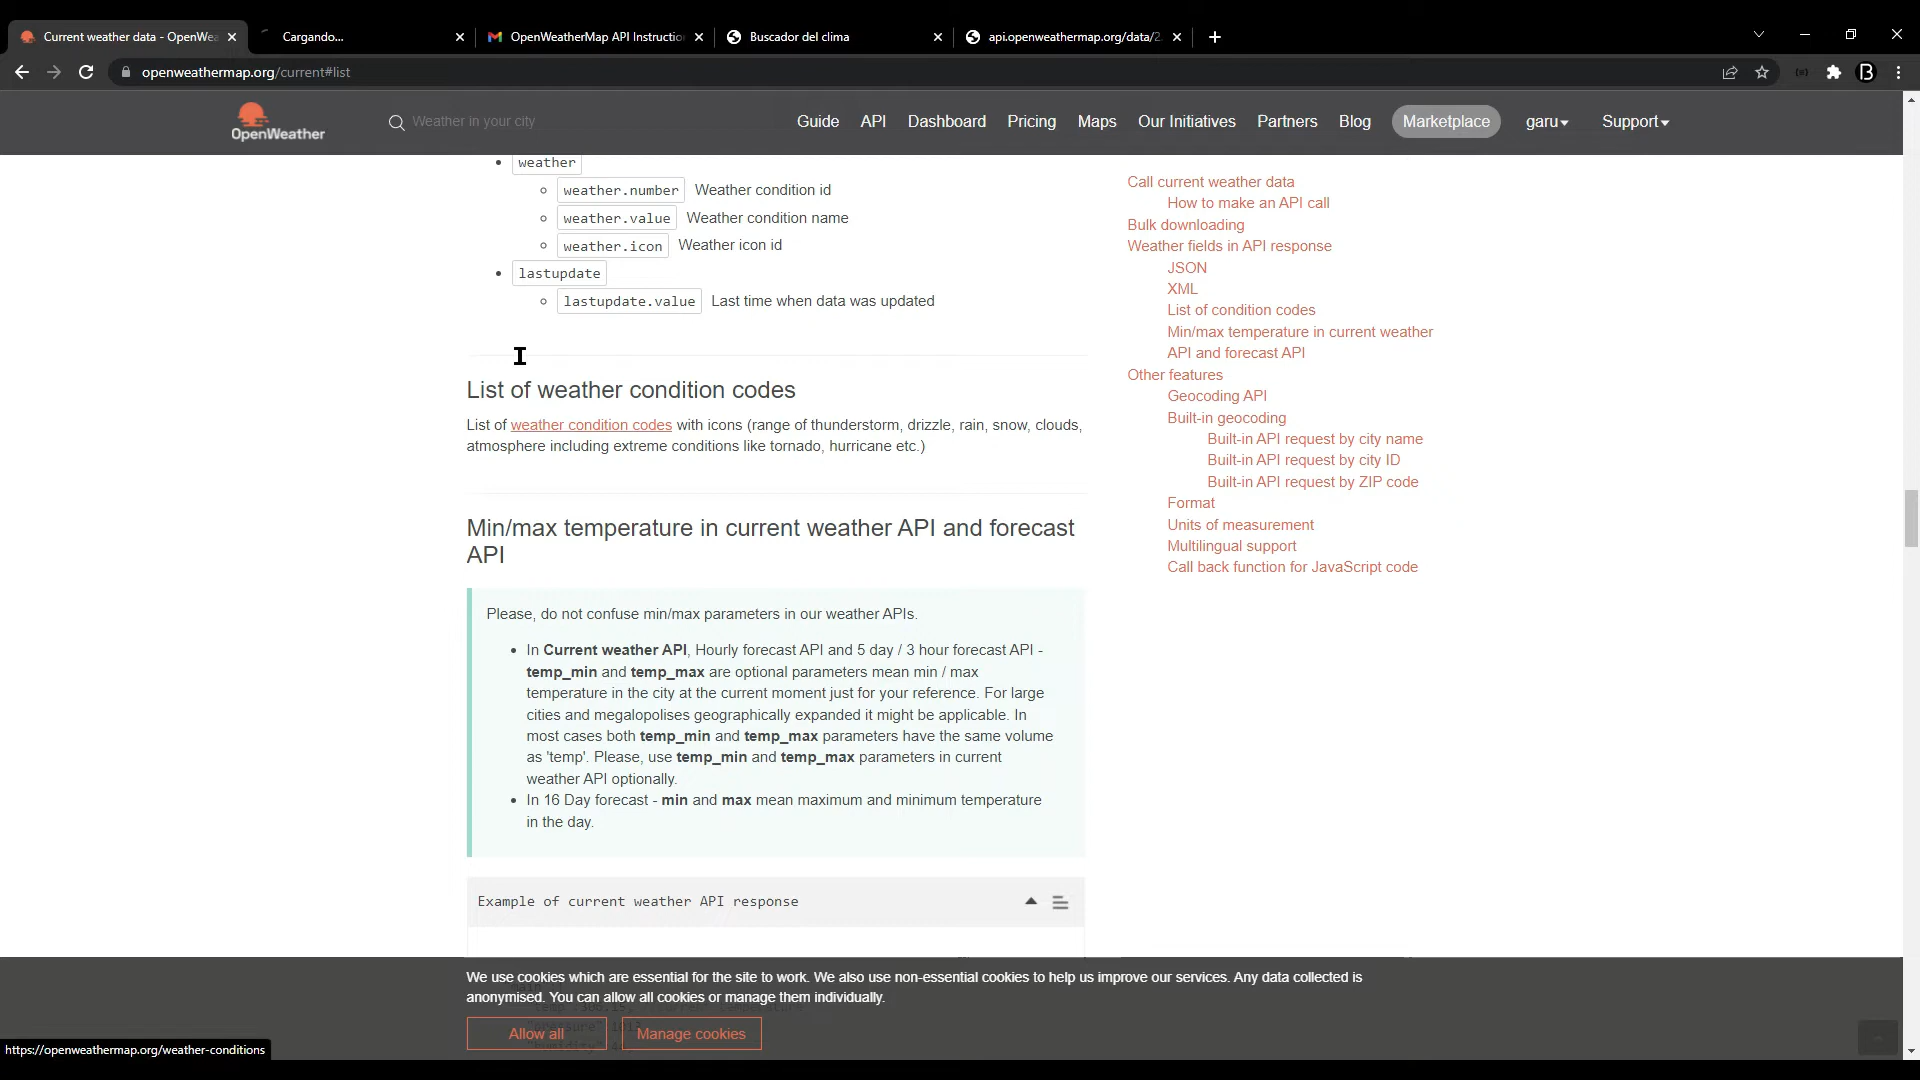 Current weather data - OpenWea
Cargando...
OpenWeatherMap API Instructio
Buscador del clima
api.openweathermap.org/data/2.
openweathermap.org/current#list
OpenWeather
Weather in your city
Guide
API
Dashboard
Pricing
Maps
Our Initiatives
Partners
Blog
Marketplace
garu
Support
weather
weather.number Weather condition id
weather.value Weather condition name
weather.icon Weather icon id
lastupdate
lastupdate.value Last time when data was updated
List of weather condition codes
List of weather condition codes with icons (range of thunderstorm, drizzle, rain, snow, clouds,
atmosphere including extreme conditions like tornado, hurricane etc.)
Min/max temperature in current weather API and forecast
API
Please, do not confuse min/max parameters in our weather APIs.
In Current weather API, Hourly forecast API and 5 day / 3 hour forecast API -
temp_min and temp_max are optional parameters mean min / max
temperature in the city at the current moment just for your reference. For large
cities and megalopolises geographically expanded it might be applicable. In
most cases both temp_min and temp_max parameters have the same volume
as 'temp'. Please, use temp_min and temp_max parameters in current
weather API optionally.
In 16 Day forecast - min and max mean maximum and minimum temperature
in the day.
Example of current weather API response
Call current weather data
How to make an API call
Bulk downloading
Weather fields in API response
JSON
XML
List of condition codes
Min/max temperature in current weather
API and forecast API
Other features
Geocoding API
Built-in geocoding
Built-in API request by city name
Built-in API request by city ID
Built-in API request by ZIP code
Format
Units of measurement
Multilingual support
Call back function for JavaScript code
We use cookies which are essential for the site to work. We also use non-essential cookies to help us improve our services. Any data collected is
anonymised. You can allow all cookies or manage them individually.
Allow all
Manage cookies
https://openweathermap.org/weather-conditions